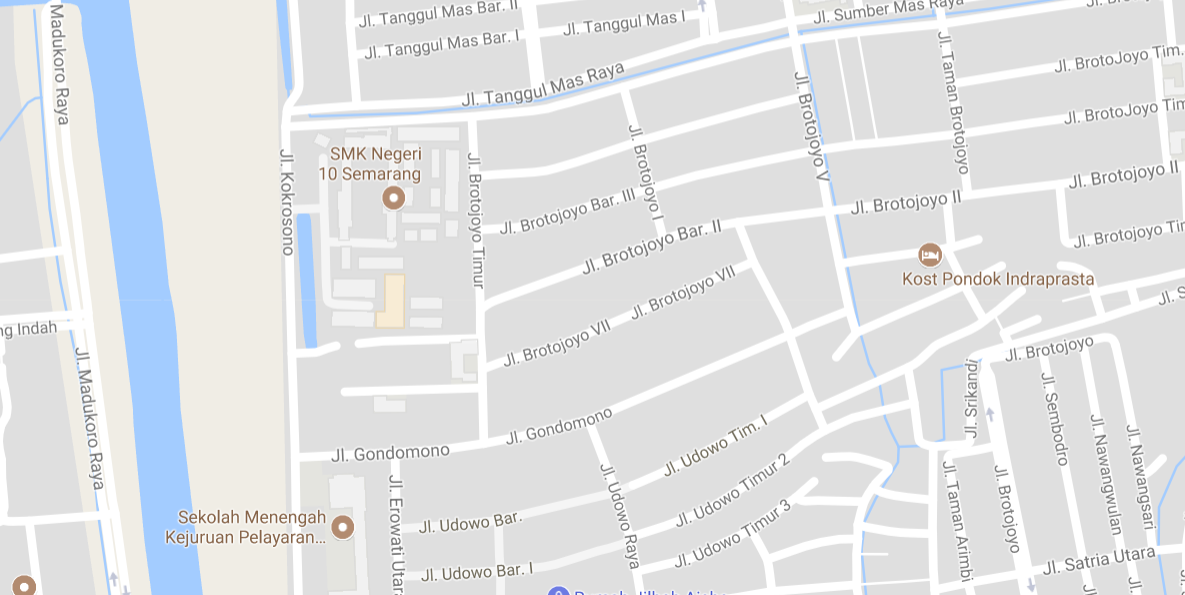 Madukoro Raya
Jl. Tanggul Mas Bar. II
Jl. Tanggul Mas Bar. I
Jl. Tanggul Mas I
Jl. Sumber Mas Raya
Jl. Tanggul Mas Raya
Jl. Taman Brotojoyo
Jl. BrotoJoyo Tim.
Jl. BrotoJoyo Tim
Jl. Brotojoyo V
Jl. Brotojoyo I
SMK Negeri
10 Semarang
Jl. Kokrosono
Jl. Brotojoyo Timur
Jl. Brotojoyo Bar. III
Jl. Brotojoyo Bar. II
Jl. Brotojoyo II
Jl. Brotojoyo II
Jl. Brotojoyo Tim
Kost Pondok Indraprasta
Jl. Brotojoyo VII
Jl. Brotojoyo VII
Jl. S
ng Indah
Jl. Madukoro Raya
Jl. Brotojoyo
Jl. Srikandi
Jl. Sembodro
Jl. Nawangwulan
Jl. Nawangsari
Jl. Gondomono
Jl. Gondomono
Jl. Udowo Tim. I
Jl. Udowo Timur 2
Jl. Udowo Timur 3
Jl. Udowo Raya
Jl. Erowati Utara
Jl. Udowo Bar.
Jl. Udowo Bar. I
Sekolah Menengah
Kejuruan Pelayaran...
Jl. Taman Arimbi
Jl. Brotojoyo
Jl. Satria Utara